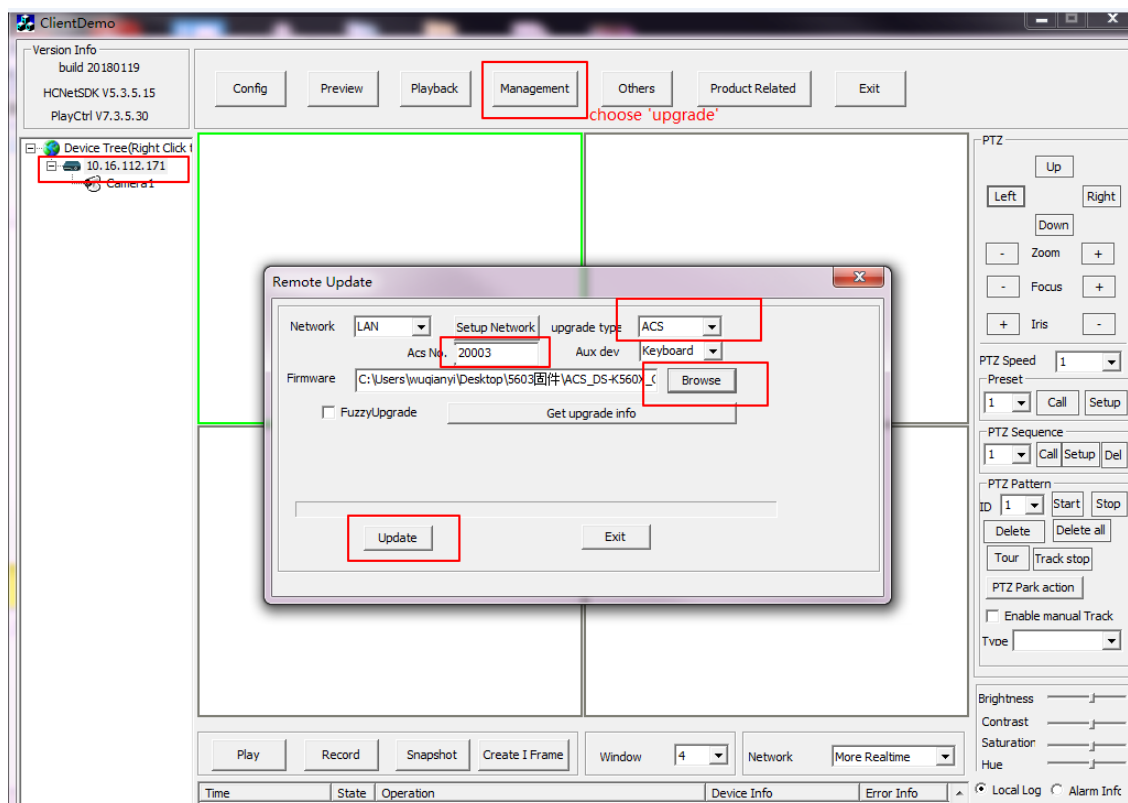 ClientDemo
Version Info
build 20180119
HCNetSDK V5.3.5.15
PlayCtrl V7.3.5.30
Config Preview Playback Management Others Product Related Exit
choose 'upgrade'
Device Tree(Right Click t
10.16.112.171
Camera1
Remote Update
Network LAN Setup Network upgrade type ACS
Acs No. 20003 Aux dev Keyboard
Firmware C:\Users\wuqianyi\Desktop\5603固件\ACS_DS-K560X_ Browse
FuzzyUpgrade Get upgrade info
Update Exit
PTZ
Up
Left Right
Down
- Zoom +
- Focus +
+ Iris -
PTZ Speed 1
Preset
1 Call Setup
PTZ Sequence
1 Call Setup Del
PTZ Pattern
ID 1 Start Stop
Delete Delete all
Tour Track stop
PTZ Park action
Enable manual Track
Type
Brightness
Contrast
Saturation
Hue
Play Record Snapshot Create I Frame Window 4 Network More Realtime
Time State Operation Device Info Error Info Local Log Alarm Info